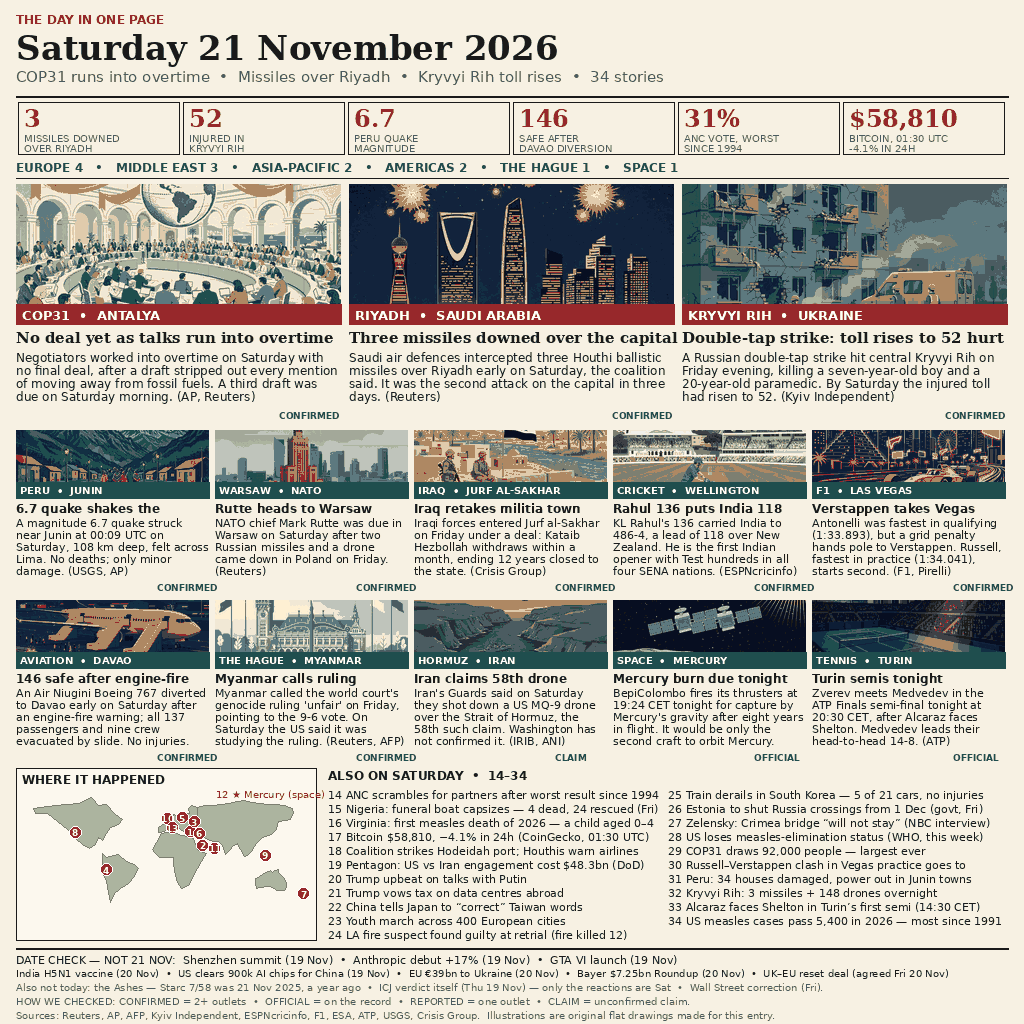 THE DAY IN ONE PAGE
Saturday 21 November 2026
COP31 runs into overtime • Missiles over Riyadh • Kryvyi Rih toll rises • 34 stories
3
MISSILES DOWNED
OVER RIYADH
52
INJURED IN
KRYVYI RIH
6.7
PERU QUAKE
MAGNITUDE
146
SAFE AFTER
DAVAO DIVERSION
31%
ANC VOTE, WORST
SINCE 1994
$58,810
BITCOIN, 01:30 UTC
-4.1% IN 24H
EUROPE 4 • MIDDLE EAST 3 • ASIA-PACIFIC 2 • AMERICAS 2 • THE HAGUE 1 • SPACE 1
COP31 • ANTALYA
No deal yet as talks run into overtime
Negotiators worked into overtime on Saturday with
no final deal, after a draft stripped out every mention
of moving away from fossil fuels. A third draft was
due on Saturday morning. (AP, Reuters)
CONFIRMED
RIYADH • SAUDI ARABIA
Three missiles downed over the capital
Saudi air defences intercepted three Houthi ballistic
missiles over Riyadh early on Saturday, the coalition
said. It was the second attack on the capital in three
days. (Reuters)
CONFIRMED
KRYVYI RIH • UKRAINE
Double-tap strike: toll rises to 52 hurt
A Russian double-tap strike hit central Kryvyi Rih on
Friday evening, killing a seven-year-old boy and a
20-year-old paramedic. By Saturday the injured toll
had risen to 52. (Kyiv Independent)
CONFIRMED
PERU • JUNIN
6.7 quake shakes the
A magnitude 6.7 quake struck
near Junin at 00:09 UTC on
Saturday, 108 km deep, felt across
Lima. No deaths; only minor
damage. (USGS, AP)
CONFIRMED
WARSAW • NATO
Rutte heads to Warsaw
NATO chief Mark Rutte was due in
Warsaw on Saturday after two
Russian missiles and a drone
came down in Poland on Friday.
(Reuters)
CONFIRMED
IRAQ • JURF AL-SAKHAR
Iraq retakes militia town
Iraqi forces entered Jurf al-Sakhar
on Friday under a deal: Kataib
Hezbollah withdraws within a
month, ending 12 years closed to
the state. (Crisis Group)
CONFIRMED
CRICKET • WELLINGTON
Rahul 136 puts India 118
KL Rahul's 136 carried India to
486-4, a lead of 118 over New
Zealand. He is the first Indian
opener with Test hundreds in all
four SENA nations. (ESPNcricinfo)
CONFIRMED
F1 • LAS VEGAS
Verstappen takes Vegas
Antonelli was fastest in qualifying
(1:33.893), but a grid penalty
hands pole to Verstappen. Russell,
fastest in practice (1:34.041),
starts second. (F1, Pirelli)
CONFIRMED
AVIATION • DAVAO
146 safe after engine-fire
An Air Niugini Boeing 767 diverted
to Davao early on Saturday after
an engine-fire warning; all 137
passengers and nine crew
evacuated by slide. No injuries.
CONFIRMED
THE HAGUE • MYANMAR
Myanmar calls ruling
Myanmar called the world court's
genocide ruling 'unfair' on Friday,
pointing to the 9-6 vote. On
Saturday the US said it was
studying the ruling. (Reuters, AFP)
CONFIRMED
HORMUZ • IRAN
Iran claims 58th drone
Iran's Guards said on Saturday
they shot down a US MQ-9 drone
over the Strait of Hormuz, the
58th such claim. Washington has
not confirmed it. (IRIB, ANI)
CLAIM
SPACE • MERCURY
Mercury burn due tonight
BepiColombo fires its thrusters at
19:24 CET tonight for capture by
Mercury's gravity after eight years
in flight. It would be only the
second craft to orbit Mercury.
OFFICIAL
TENNIS • TURIN
Turin semis tonight
Zverev meets Medvedev in the
ATP Finals semi-final tonight at
20:30 CET, after Alcaraz faces
Shelton. Medvedev leads their
head-to-head 14-8. (ATP)
OFFICIAL
WHERE IT HAPPENED
12 ★ Mercury (space)
8
5
3
6
2
11
9
4
7
ALSO ON SATURDAY • 14–34
14 ANC scrambles for partners after worst result since 1994
15 Nigeria: funeral boat capsizes — 4 dead, 24 rescued (Fri)
16 Virginia: first measles death of 2026 — a child aged 0–4
17 Bitcoin $58,810, −4.1% in 24h (CoinGecko, 01:30 UTC)
18 Coalition strikes Hodeidah port; Houthis warn airlines
19 Pentagon: US vs Iran engagement cost $48.3bn (DoD)
20 Trump upbeat on talks with Putin
21 Trump vows tax on data centres abroad
22 China tells Japan to “correct” Taiwan words
23 Youth march across 400 European cities
24 LA fire suspect found guilty at retrial (fire killed 12)
25 Train derails in South Korea — 5 of 21 cars, no injuries
26 Estonia to shut Russia crossings from 1 Dec (govt, Fri)
27 Zelensky: Crimea bridge “will not stay” (NBC interview)
28 US loses measles-elimination status (WHO, this week)
29 COP31 draws 92,000 people — largest ever
30 Russell–Verstappen clash in Vegas practice goes to
31 Peru: 34 houses damaged, power out in Junin towns
32 Kryvyi Rih: 3 missiles + 148 drones overnight
33 Alcaraz faces Shelton in Turin’s first semi (14:30 CET)
34 US measles cases pass 5,400 in 2026 — most since 1991
DATE CHECK — NOT 21 NOV: Shenzhen summit (19 Nov) • Anthropic debut +17% (19 Nov) • GTA VI launch (19 Nov)
India H5N1 vaccine (20 Nov) • US clears 900k AI chips for China (19 Nov) • EU €39bn to Ukraine (20 Nov) • Bayer $7.25bn Roundup (20 Nov) • UK–EU reset deal (agreed Fri 20 Nov)
Also not today: the Ashes — Starc 7/58 was 21 Nov 2025, a year ago • ICJ verdict itself (Thu 19 Nov) — only the reactions are Sat • Wall Street correction (Fri).
HOW WE CHECKED: CONFIRMED = 2+ outlets • OFFICIAL = on the record • REPORTED = one outlet • CLAIM = unconfirmed claim.
Sources: Reuters, AP, AFP, Kyiv Independent, ESPNcricinfo, F1, ESA, ATP, USGS, Crisis Group. Illustrations are original flat drawings made for this entry.